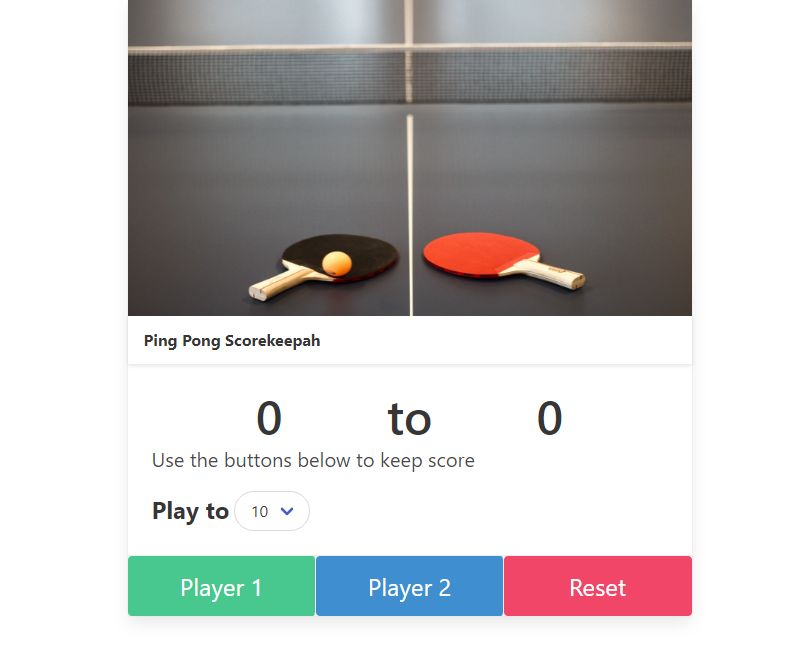 Ping Pong Scorekeepah
0 to 0
Use the buttons below to keep score
Play to 10
Player 1 Player 2 Reset